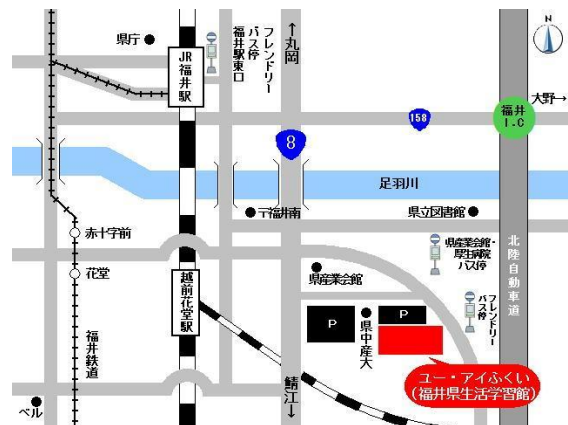 県庁
JR福井駅
フレンドリー
バス停
福井駅東口
↑丸岡
N
大野→
福井
I.C
158
8
足羽川
〒福井南
県立図書館
赤十字前
花堂
福井鉄道
越前花堂駅
県産業会館・
厚生病院
バス停
北陸自動車道
県産業会館
フレンドリー
バス停
P
県中産大
P
ユー・アイふくい
(福井県生活学習館)
鯖江↓
ベル